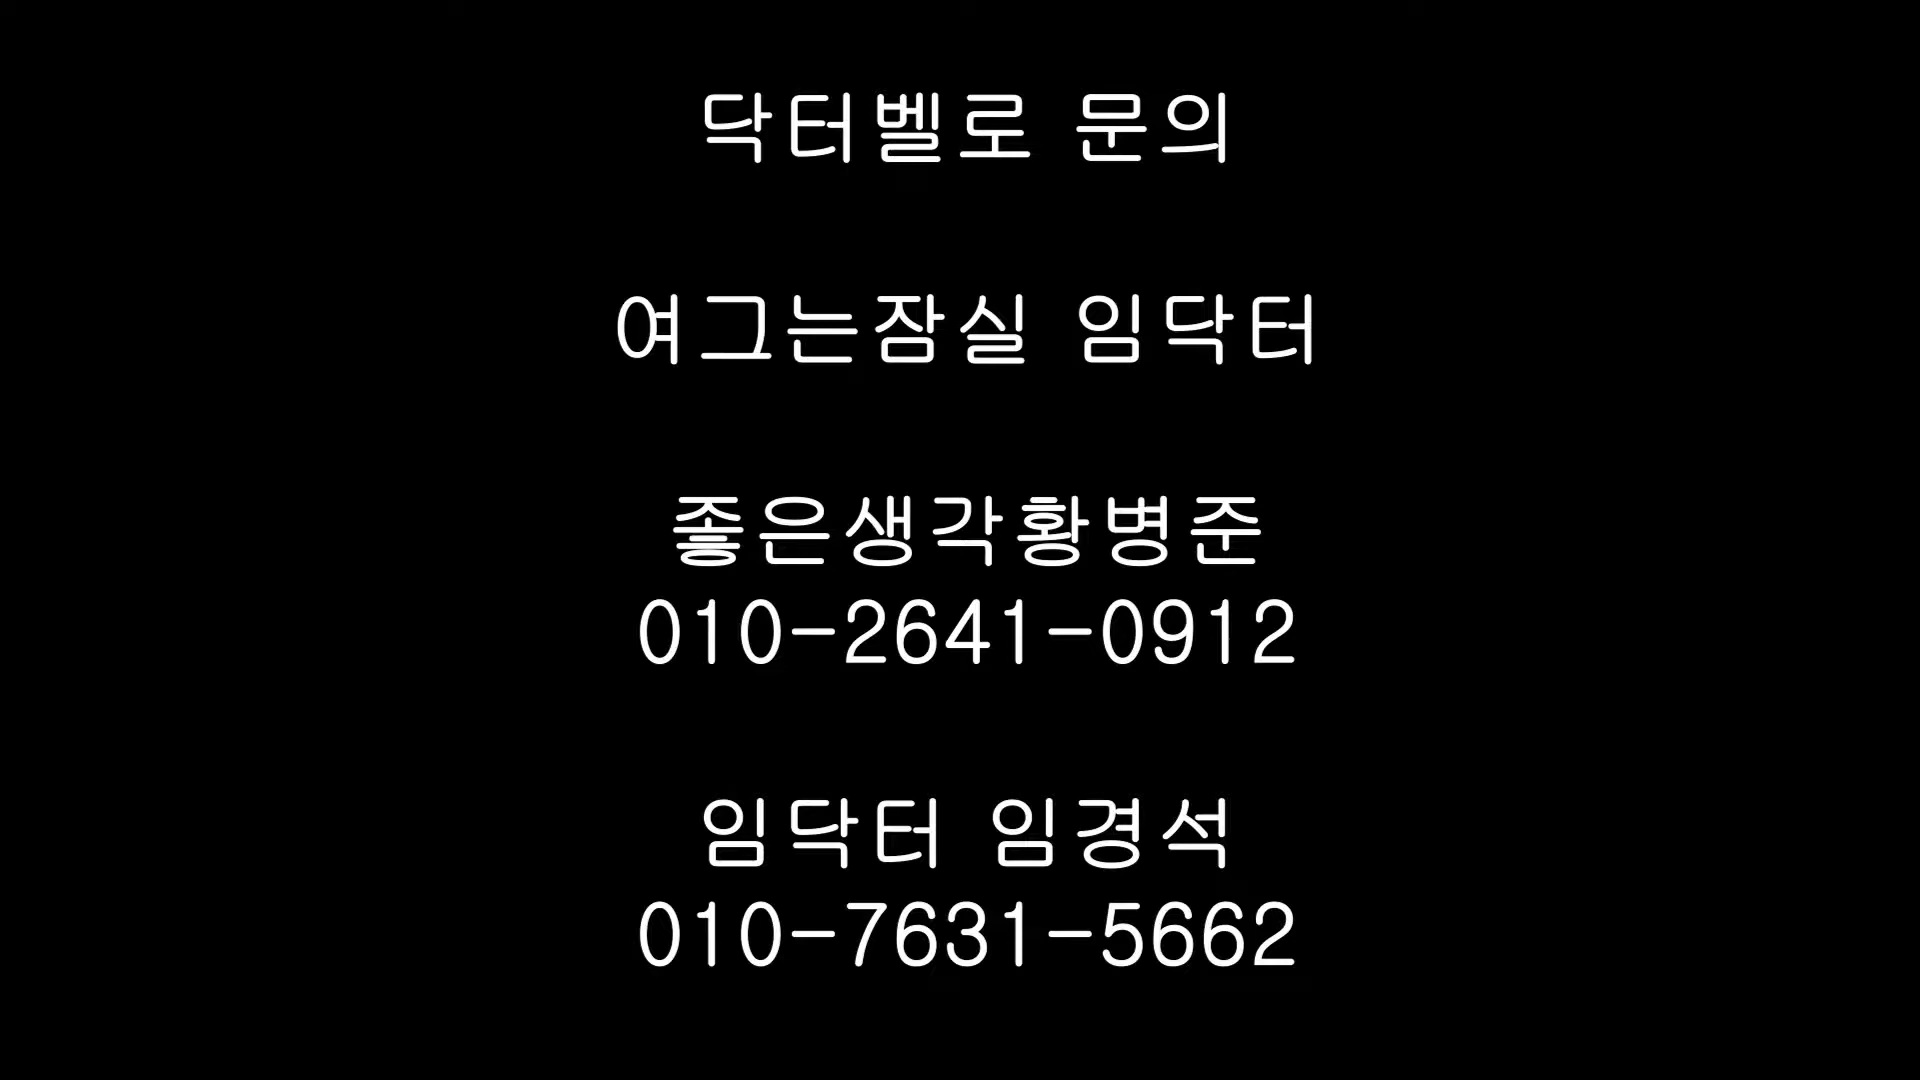 닥터벨로 문의
여그는잠실 임닥터
좋은생각황병준
010-2641-0912
임닥터 임경석
010-7631-5662